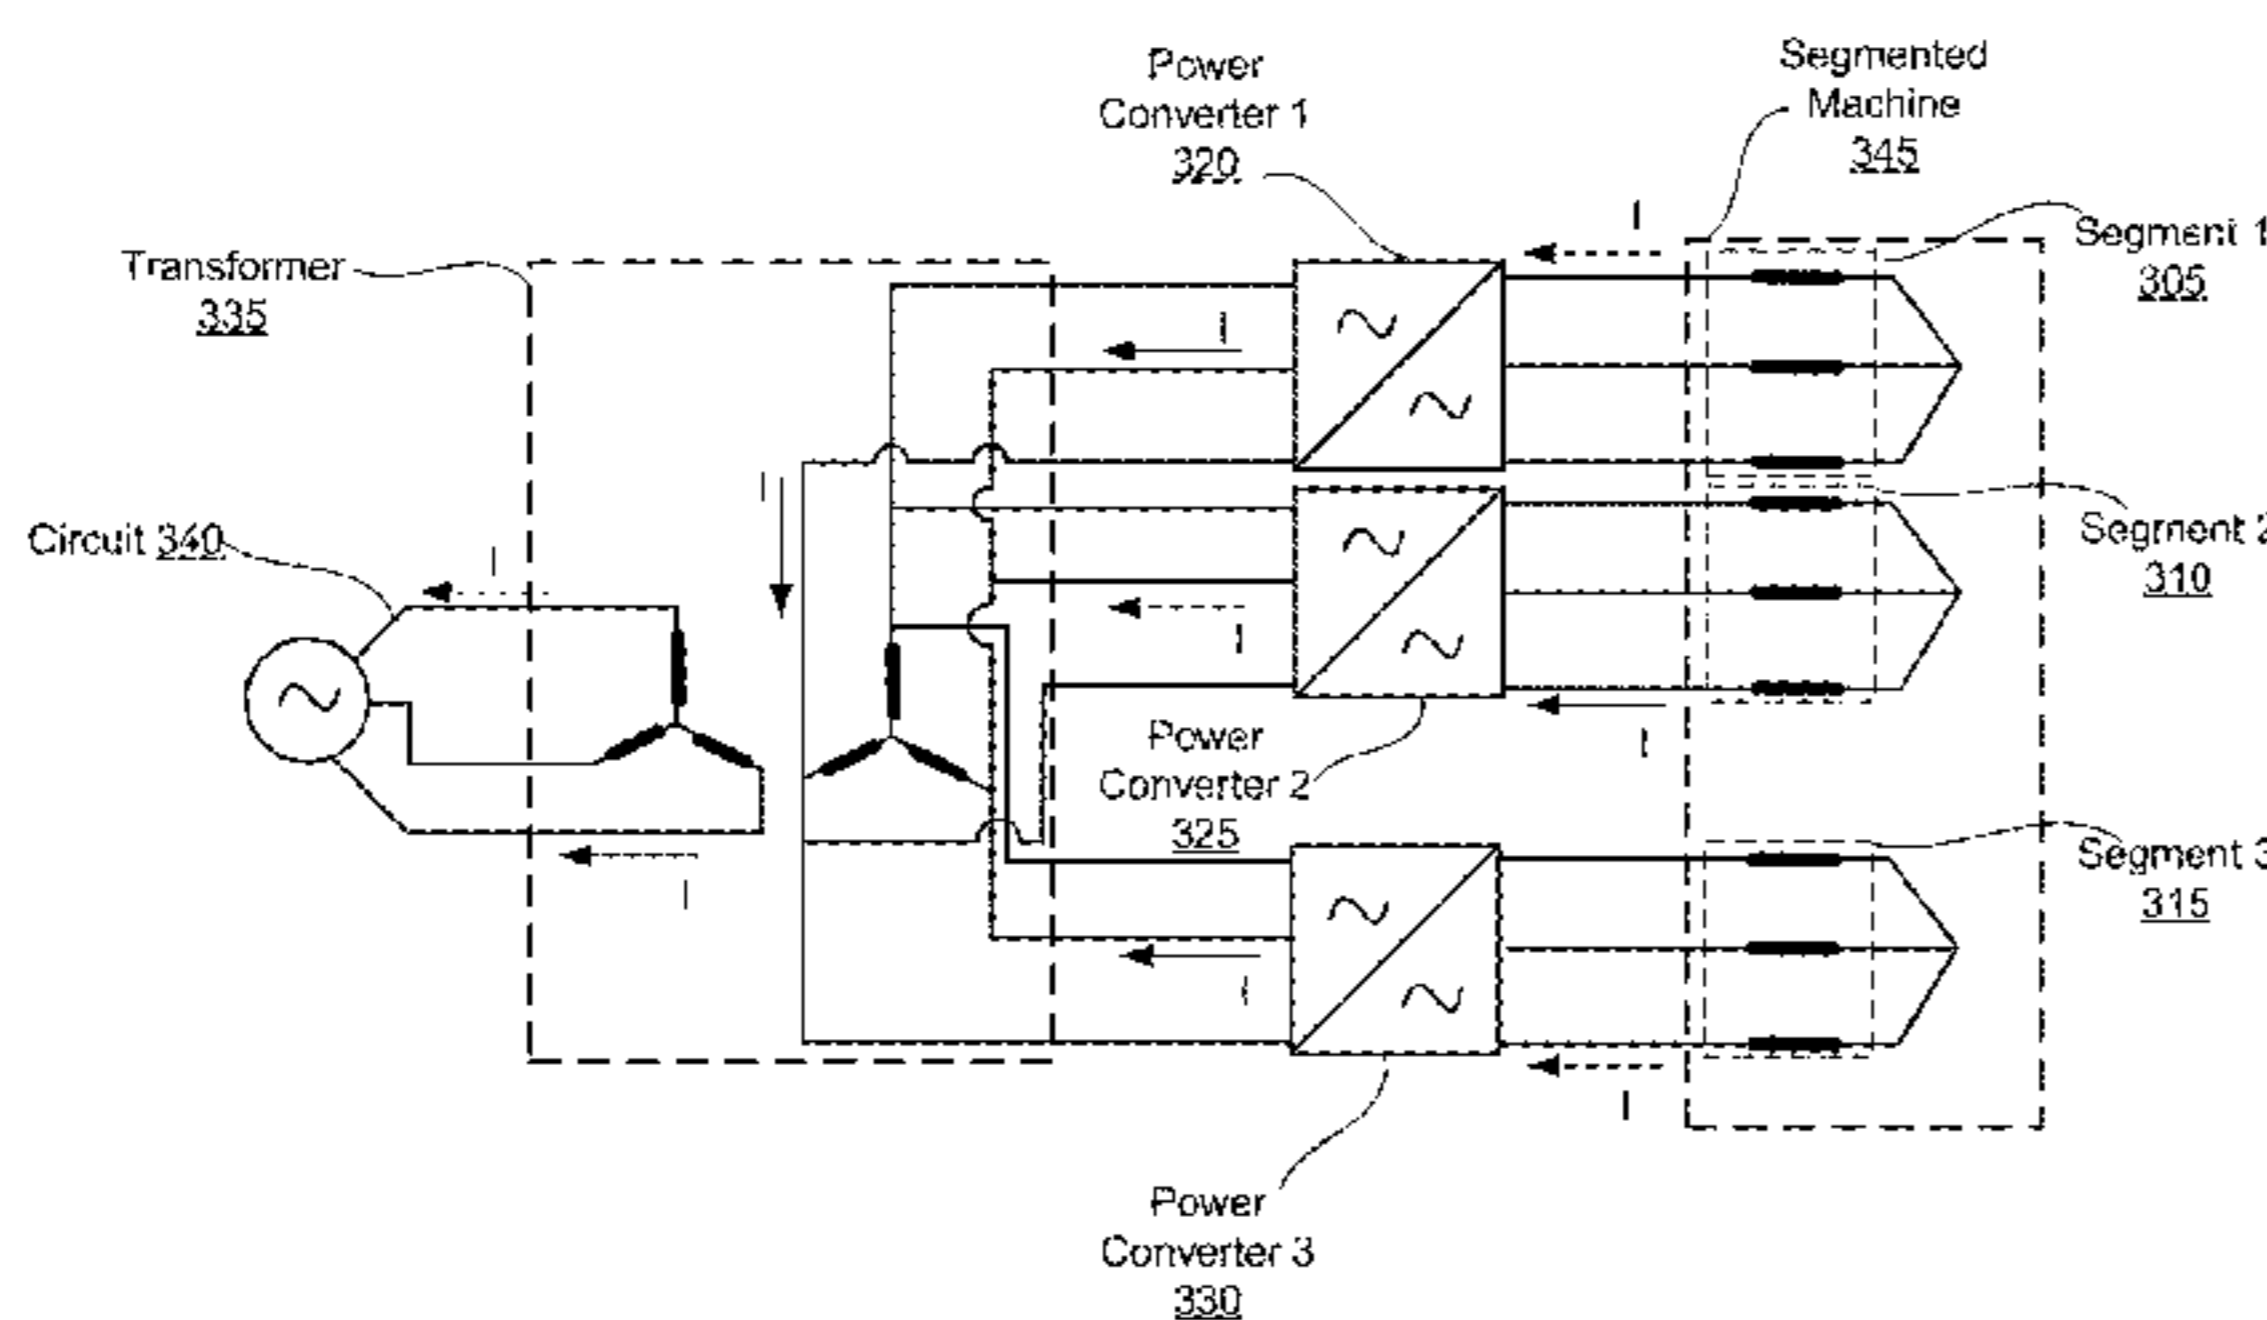 Power
Converter 1
320
Segmented
Machine
345
Segment 1
305
Transformer
335
I
I
I
Circuit 340
I
Segment 2
310
I
Power
Converter 2
325
I
Segment 3
315
I
I
I
Power
Converter 3
330